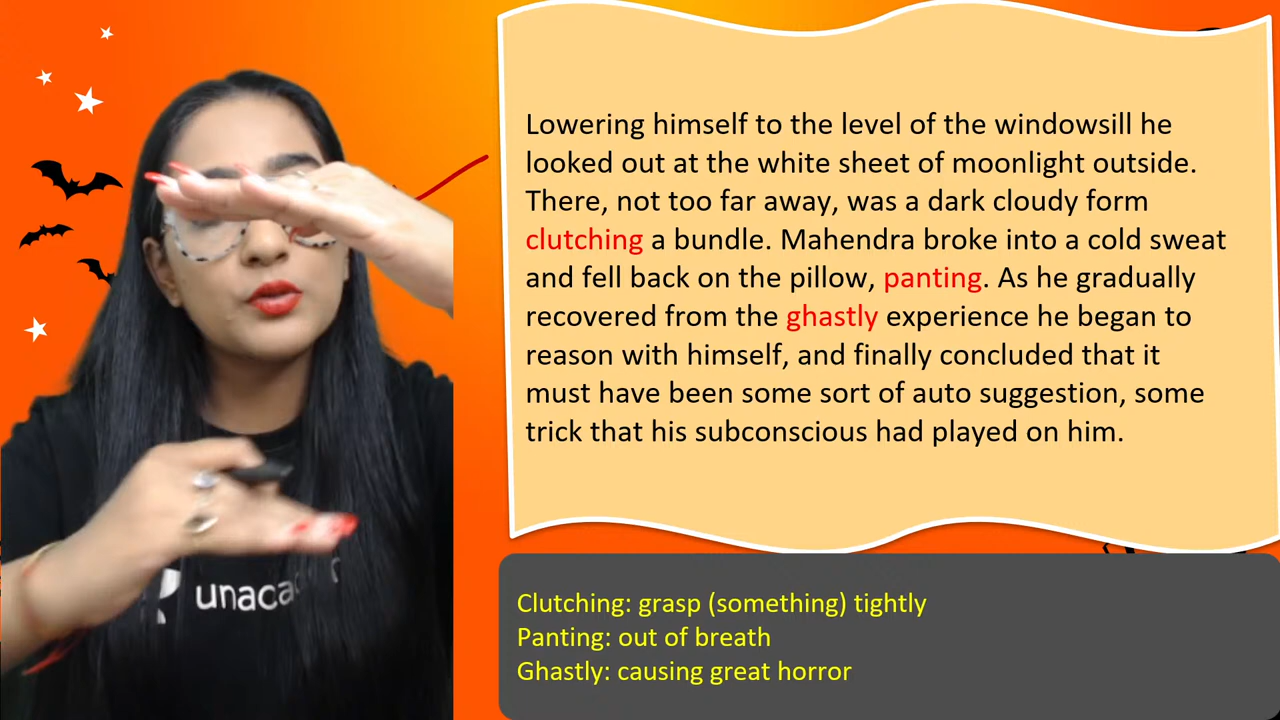 Lowering himself to the level of the windowsill he
looked out at the white sheet of moonlight outside.
There, not too far away, was a dark cloudy form
clutching a bundle. Mahendra broke into a cold sweat
and fell back on the pillow, panting. As he gradually
recovered from the ghastly experience he began to
reason with himself, and finally concluded that it
must have been some sort of auto suggestion, some
trick that his subconscious had played on him.
Clutching: grasp (something) tightly
Panting: out of breath
Ghastly: causing great horror